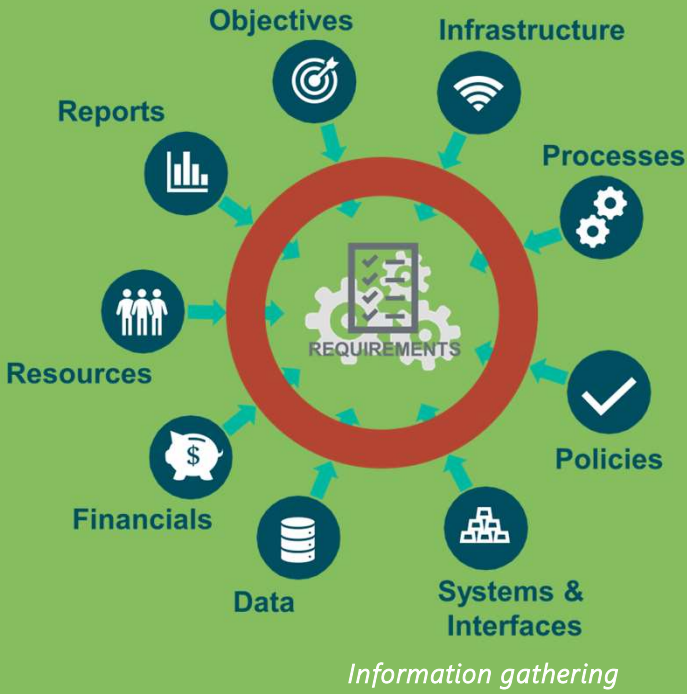 Objectives
Infrastructure
Reports
Processes
REQUIREMENTS
Resources
$
Policies
Financials
Data
Systems &
Interfaces
Information gathering